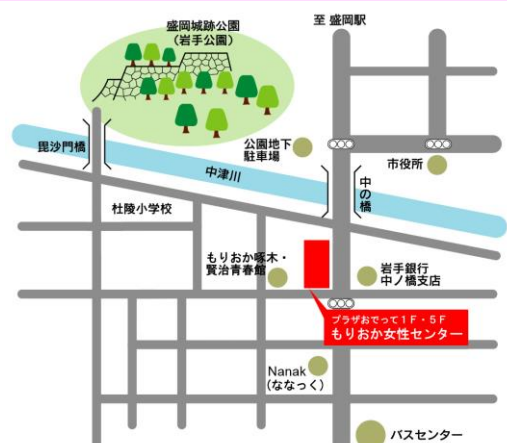 盛岡城跡公園
(岩手公園)
至 盛岡駅
毘沙門橋
公園地下
駐車場
市役所
中津川
中の橋
杜陵小学校
もりおか啄木・
賢治青春館
岩手銀行
中ノ橋支店
プラザおでって1F・5F
もりおか女性センター
Nanak
(ななっく)
バスセンター